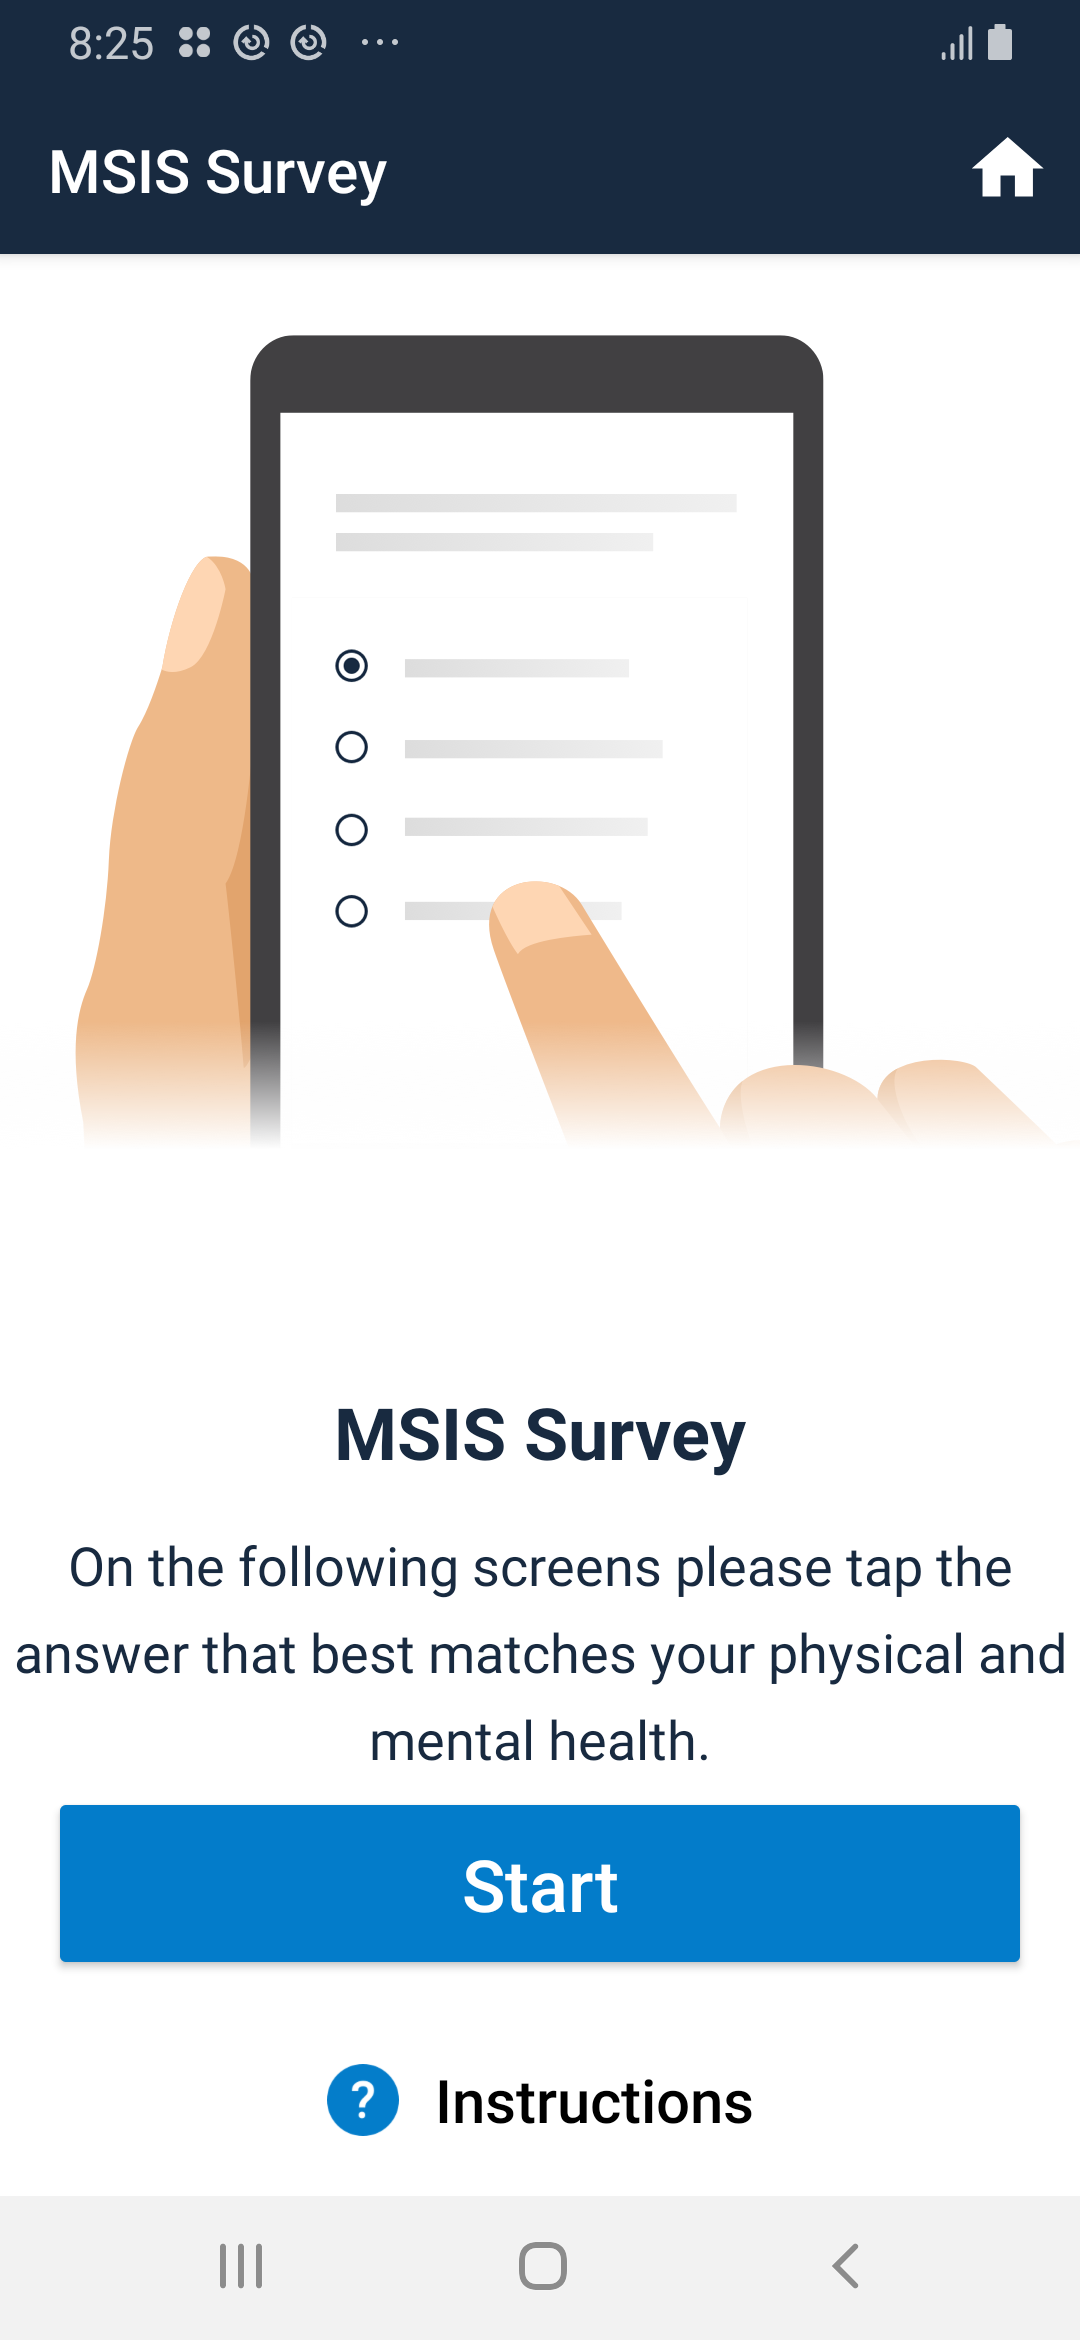 8:25
MSIS Survey
MSIS Survey
On the following screens please tap the
answer that best matches your physical and
mental health.
Start
? Instructions